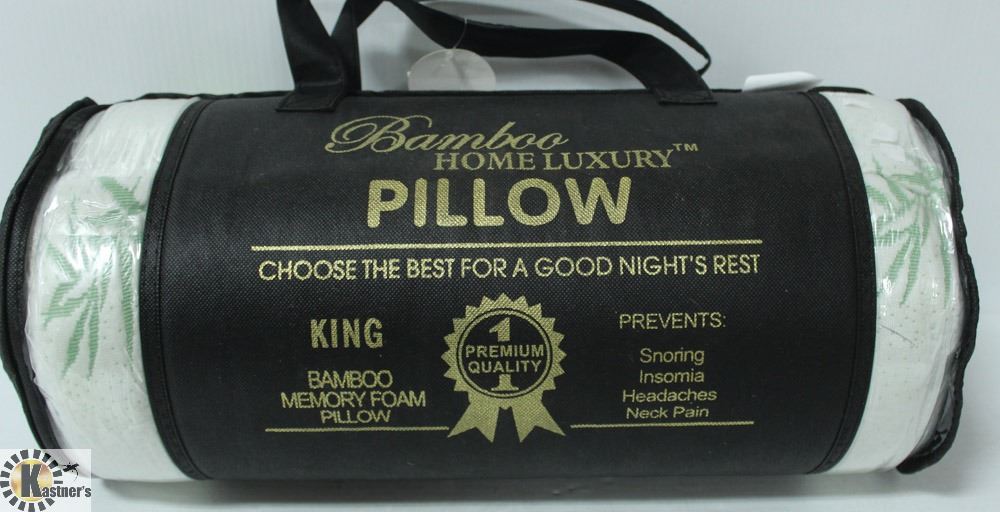 Bamboo
HOME LUXURY™
PILLOW
CHOOSE THE BEST FOR A GOOD NIGHT'S REST
KING
BAMBOO
MEMORY FOAM
PILLOW
1
PREMIUM
QUALITY
1
PREVENTS:
Snoring
Insomia
Headaches
Neck Pain
Kastner's